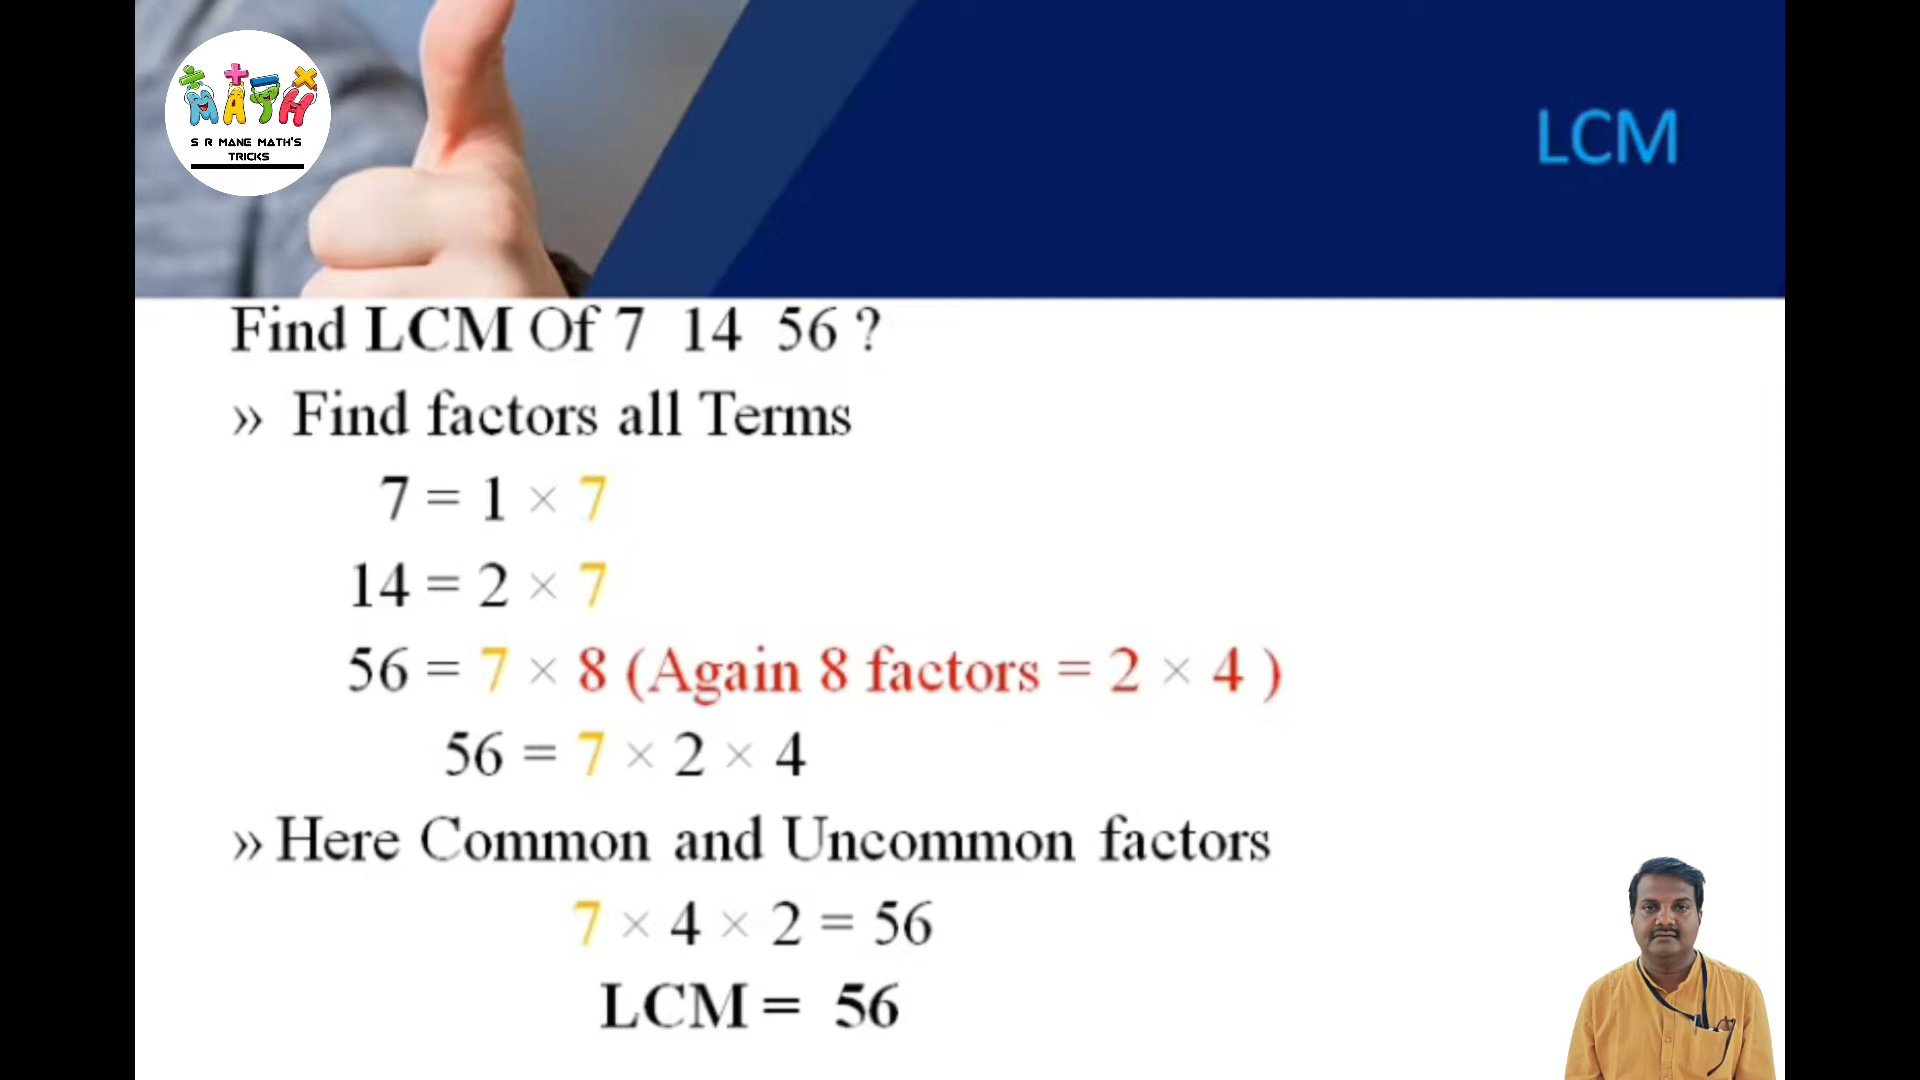 MATH
S R MANE MATH'S
TRICKS
LCM
Find LCM Of 7 14 56 ?
» Find factors all Terms
7 = 1 × 7
14 = 2 × 7
56 = 7 × 8 (Again 8 factors = 2 × 4 )
56 = 7 × 2 × 4
» Here Common and Uncommon factors
7 × 4 × 2 = 56
LCM = 56